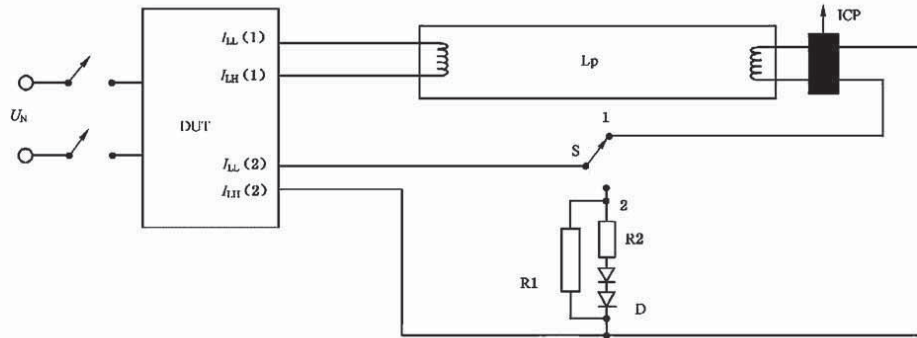 ICP
I_LL(1)
Lp
I_LH(1)
U_N
DUT
1
S
I_LL(2)
I_LH(2)
2
R2
R1
D